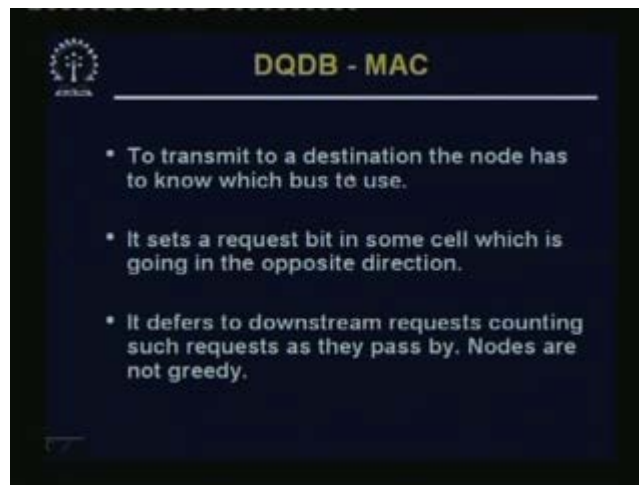 DQDB - MAC
• To transmit to a destination the node has
to know which bus to use.
• It sets a request bit in some cell which is
going in the opposite direction.
• It defers to downstream requests counting
such requests as they pass by. Nodes are
not greedy.